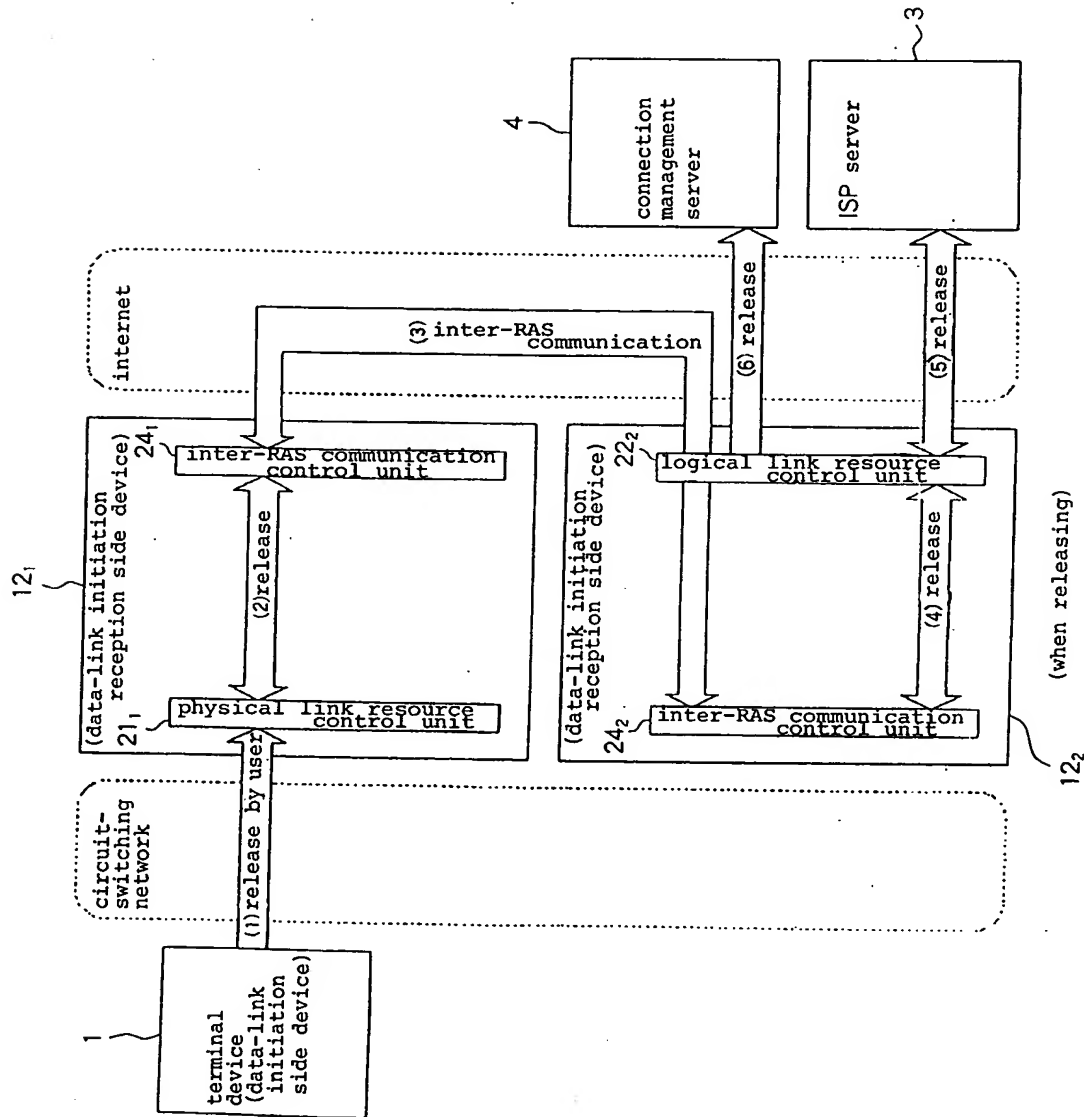 1
terminal
device
(data-link
initiation
side device)
circuit-
switching
network
(1) release by user
12₁
(data-link initiation
reception side device)
21₁
physical link resource
control unit
(2)release
24₁
inter-RAS communication
control unit
internet
(3) inter-RAS
communication
(data-link initiation
reception side device)
24₂
inter-RAS communication
control unit
(4) release
22₂
logical link resource
control unit
12₂
(6) release
(5) release
4
connection
management
server
3
ISP server
(when releasing)